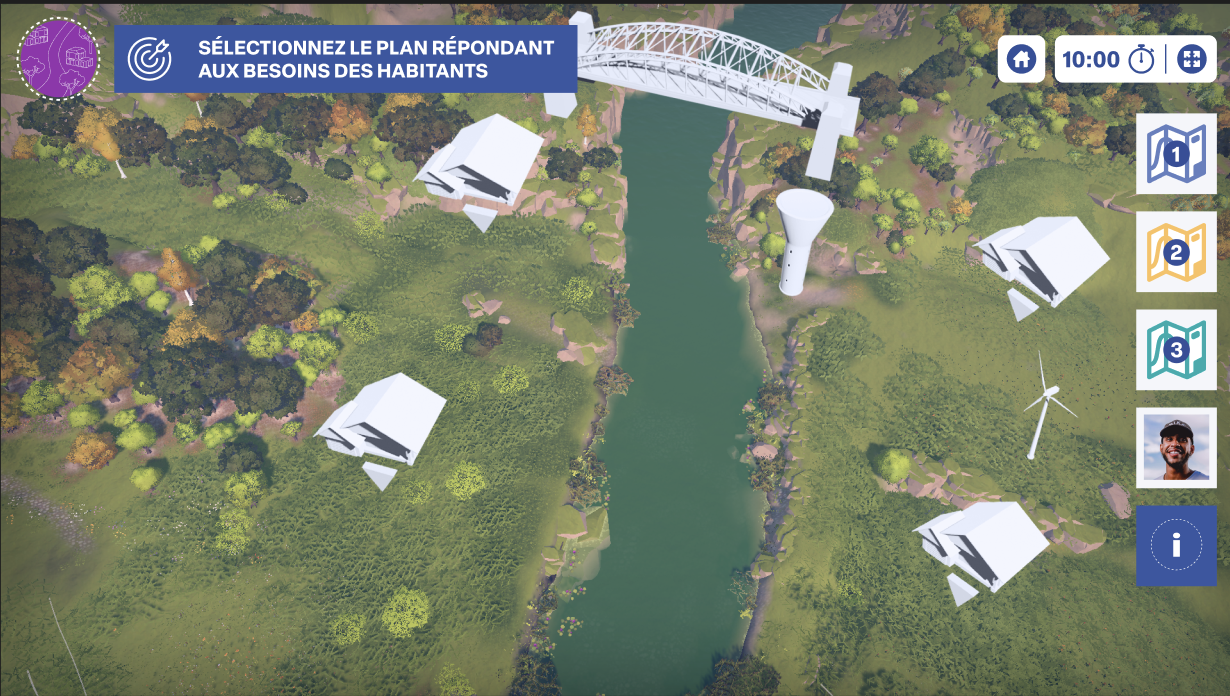 SÉLECTIONNEZ LE PLAN RÉPONDANT
AUX BESOINS DES HABITANTS
10:00
1
2
3
i